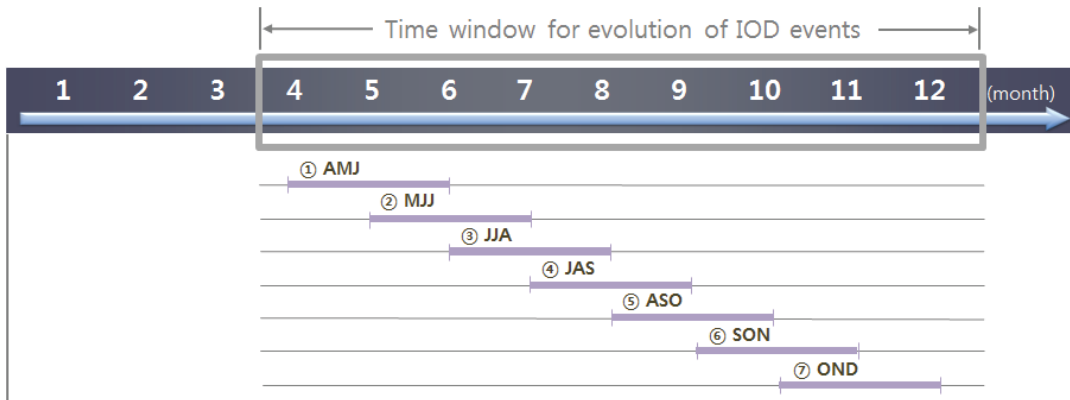 Time window for evolution of IOD events
1 2 3 4 5 6 7 8 9 10 11 12 (month)
① AMJ
② MJJ
③ JJA
④ JAS
⑤ ASO
⑥ SON
⑦ OND